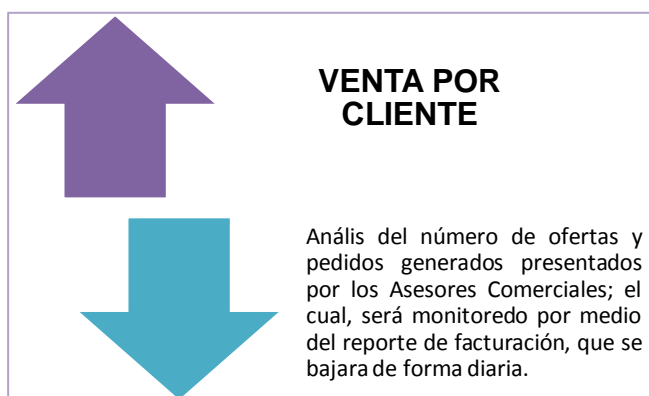 VENTA POR
CLIENTE
Anális del número de ofertas y
pedidos generados presentados
por los Asesores Comerciales; el
cual, será monitoredo por medio
del reporte de facturación, que se
bajara de forma diaria.